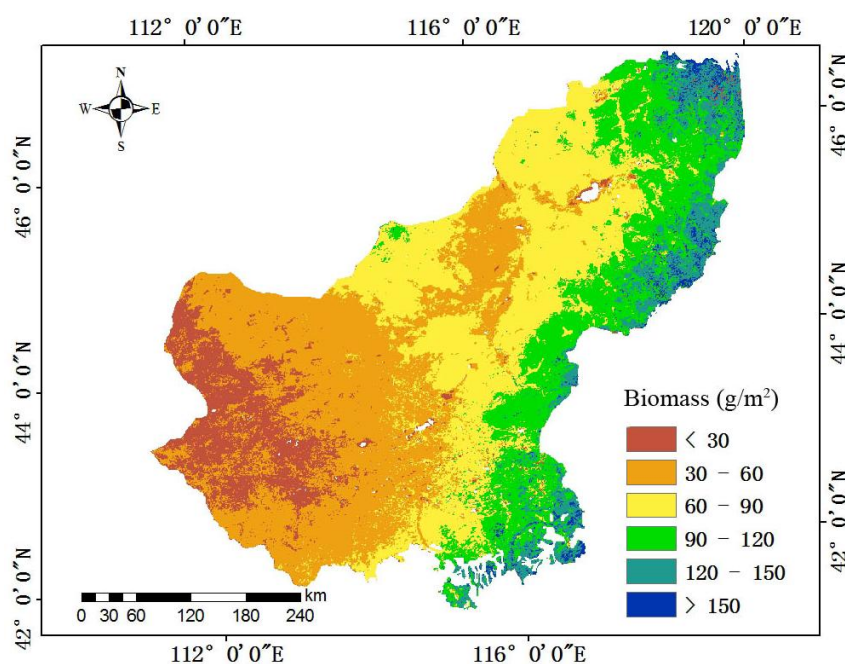 112° 0′0″E 116° 0′0″E 120° 0′0″E
N
W E
S
46° 0′0″N
46° 0′0″N
44° 0′0″N
44° 0′0″N
Biomass (g/m²)
< 30
30 - 60
60 - 90
90 - 120
120 - 150
> 150
42° 0′0″N
42° 0′0″N
km
0 30 60 120 180 240
112° 0′0″E 116° 0′0″E